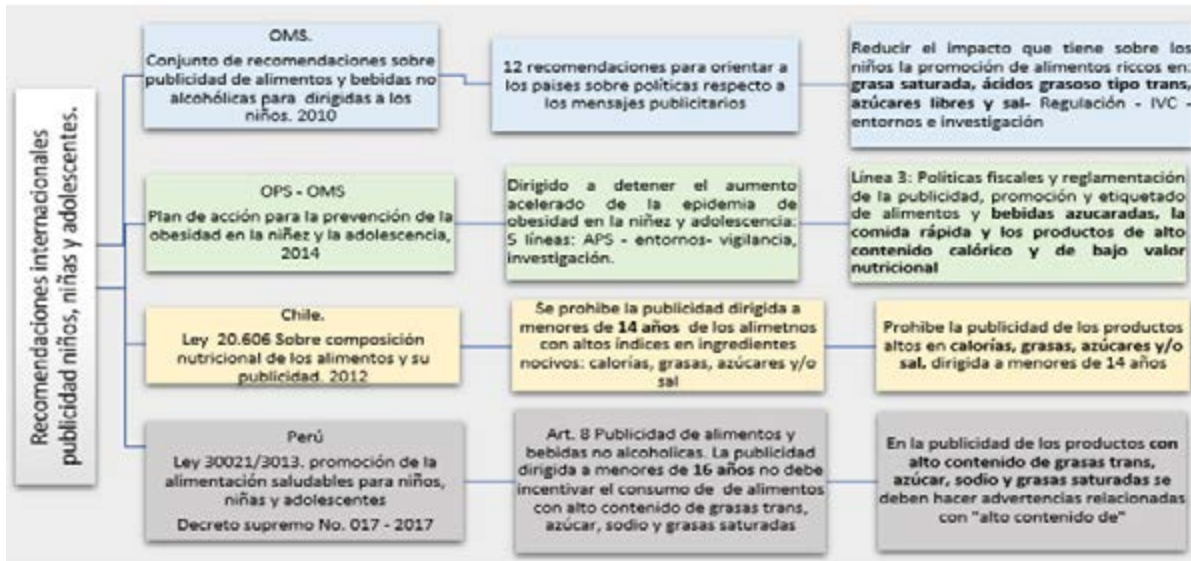 Recomendaciones internacionales
publicidad niños, niñas y adolescentes.
OMS.
Conjunto de recomendaciones sobre
publicidad de alimentos y bebidas no
alcohólicas para dirigidas a los
niños. 2010
12 recomendaciones para orientar a
los paises sobre políticas respecto a
los mensajes publicitarios
Reducir el impacto que tiene sobre los
niños la promoción de alimentos riccos en:
grasa saturada, ácidos grasoso tipo trans,
azúcares libres y sal- Regulación - IVC -
entornos e investigación
OPS - OMS
Plan de acción para la prevención de la
obesidad en la niñez y la adolescencia,
2014
Dirigido a detener el aumento
acelerado de la epidemia de
obesidad en la niñez y adolescencia:
5 líneas: APS - entornos- vigilancia,
investigación.
Línea 3: Políticas fiscales y reglamentación
de la publicidad, promoción y etiquetado
de alimentos y bebidas azucaradas, la
comida rápida y los productos de alto
contenido calórico y de bajo valor
nutricional
Chile.
Ley 20.606 Sobre composición
nutricional de los alimentos y su
publicidad. 2012
Se prohibe la publicidad dirigida a
menores de 14 años de los alimetnos
con altos índices en ingredientes
nocivos: calorías, grasas, azúcares y/o
sal
Prohibe la publicidad de los productos
altos en calorías, grasas, azúcares y/o
sal, dirigida a menores de 14 años
Perú
Ley 30021/3013. promoción de la
alimentación saludables para niños,
niñas y adolescentes
Decreto supremo No. 017 - 2017
Art. 8 Publicidad de alimentos y
bebidas no alcoholicas. La publicidad
dirigida a menores de 16 años no debe
incentivar el consumo de de alimentos
con alto contenido de grasas trans,
azúcar, sodio y grasas saturadas
En la publicidad de los productos con
alto contenido de grasas trans,
azúcar, sodio y grasas saturadas se
deben hacer advertencias relacionadas
con "alto contenido de"